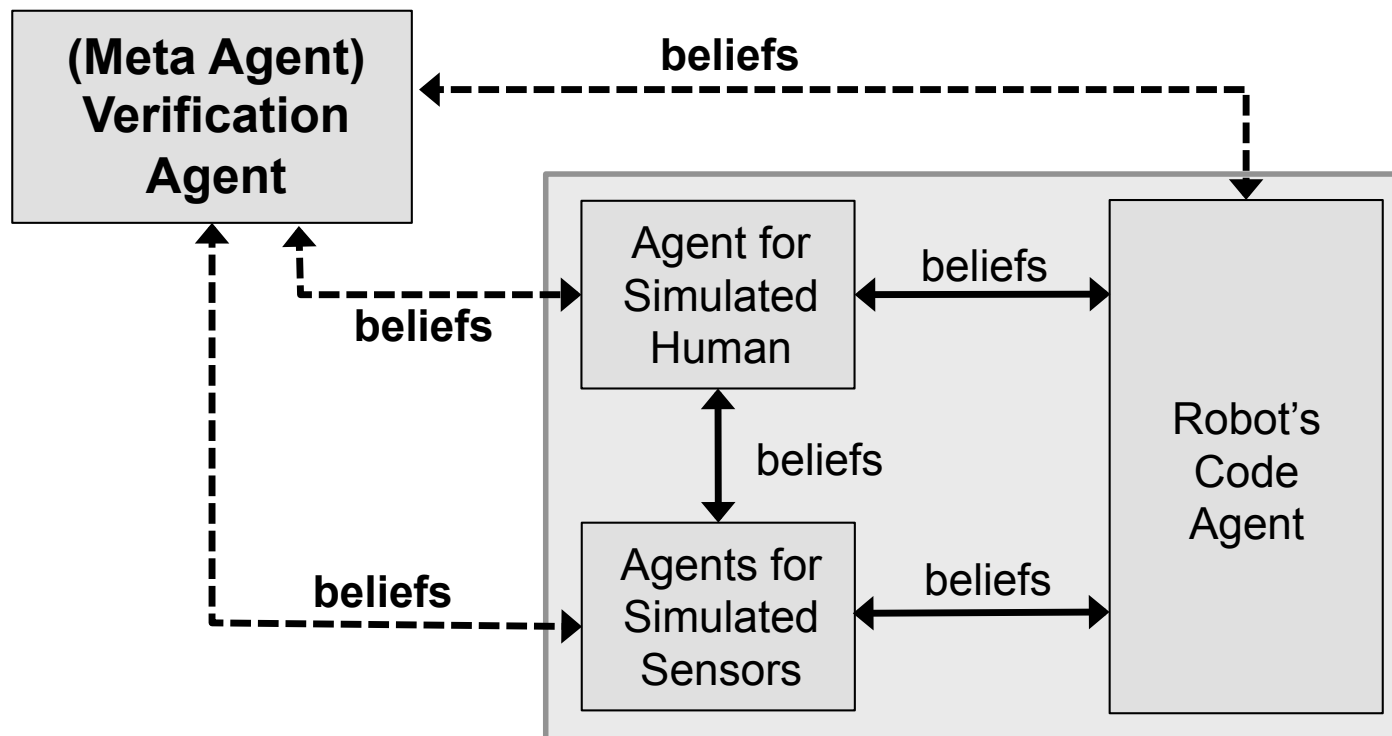 (Meta Agent)
Verification
Agent
beliefs
beliefs
beliefs
Agent for
Simulated
Human
beliefs
beliefs
Agents for
Simulated
Sensors
beliefs
Robot’s
Code
Agent